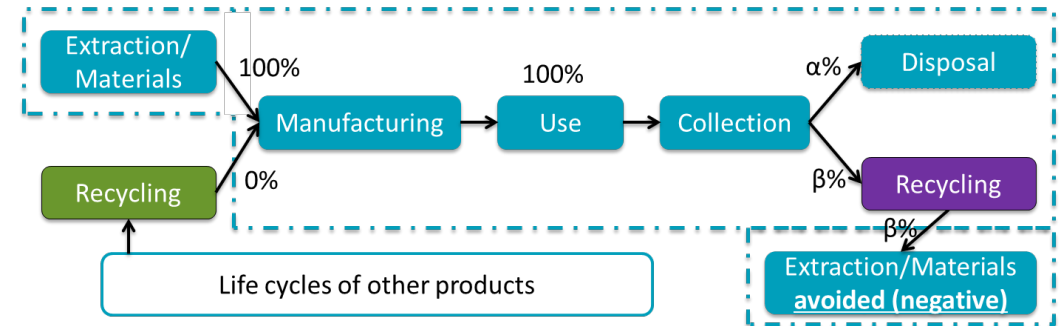 Extraction/
Materials
100%
100%
α%
Disposal
Manufacturing
Use
Collection
Recycling
0%
β%
Recycling
β%
Life cycles of other products
Extraction/Materials
avoided (negative)